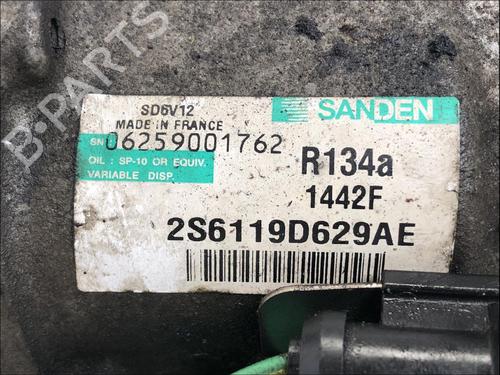 SD6V12
MADE IN FRANCE
SN 06259001762
OIL : SP-10 OR EQUIV.
VARIABLE DISP.
SANDEN
R134a
1442F
2S6119D629AE
B-Parts